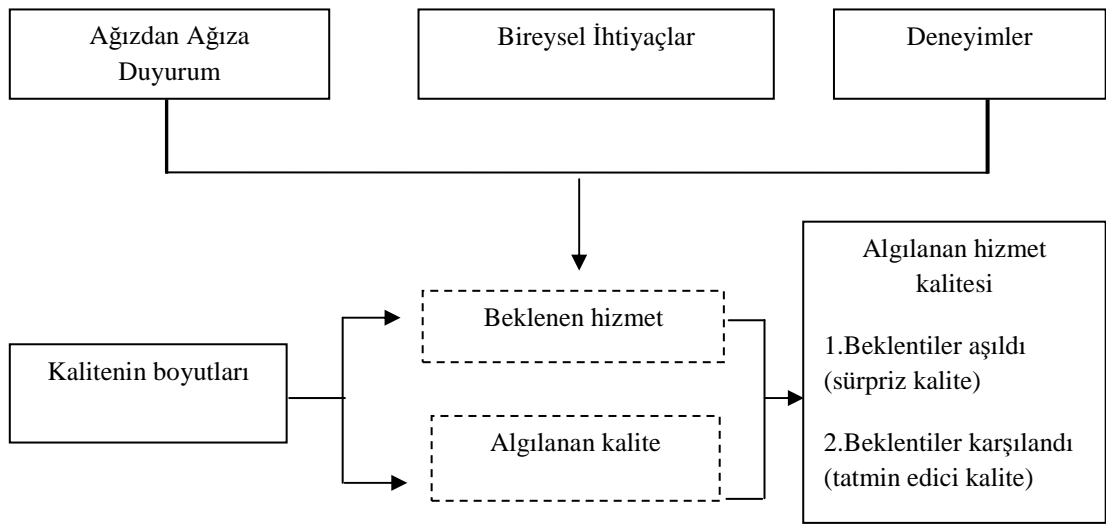 Ağızdan Ağıza
Duyurum
Bireysel İhtiyaçlar
Deneyimler
Kalitenin boyutları
Beklenen hizmet
Algılanan kalite
Algılanan hizmet
kalitesi
1.Beklentiler aşıldı
(sürpriz kalite)
2.Beklentiler karşılandı
(tatmin edici kalite)